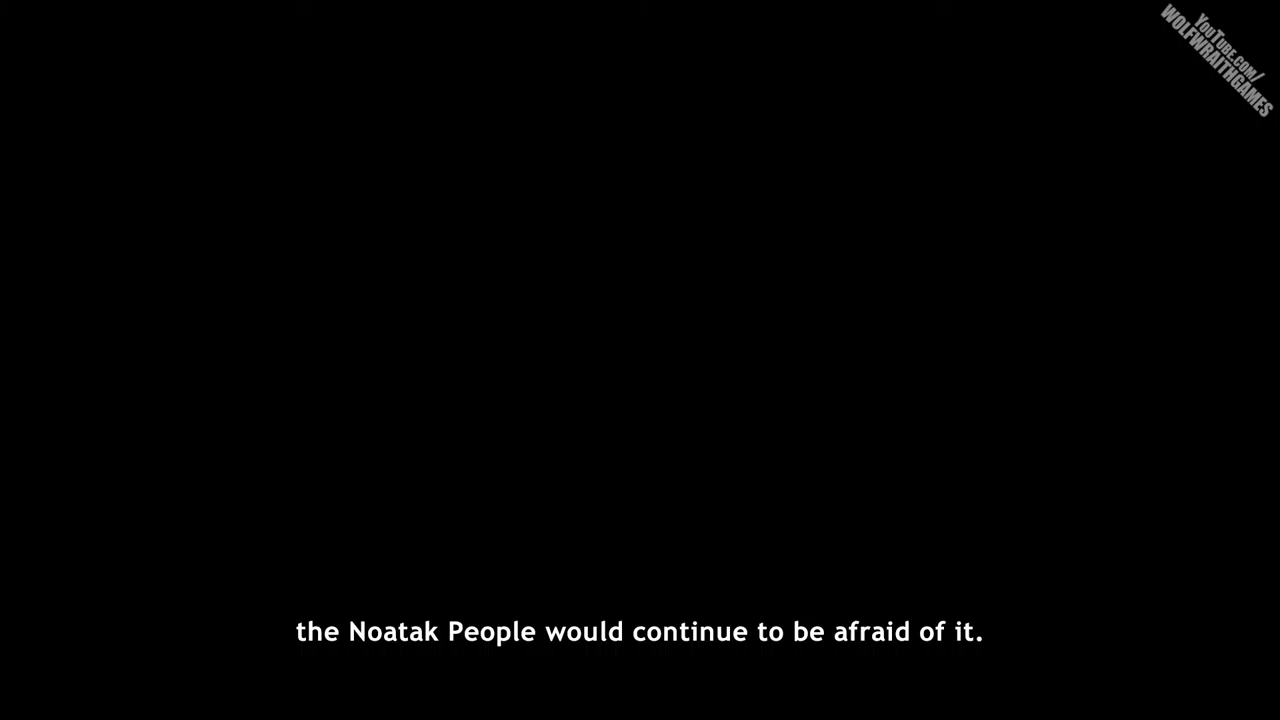 YouTube.com/
WOLFWRAITHGAMES
the Noatak People would continue to be afraid of it.